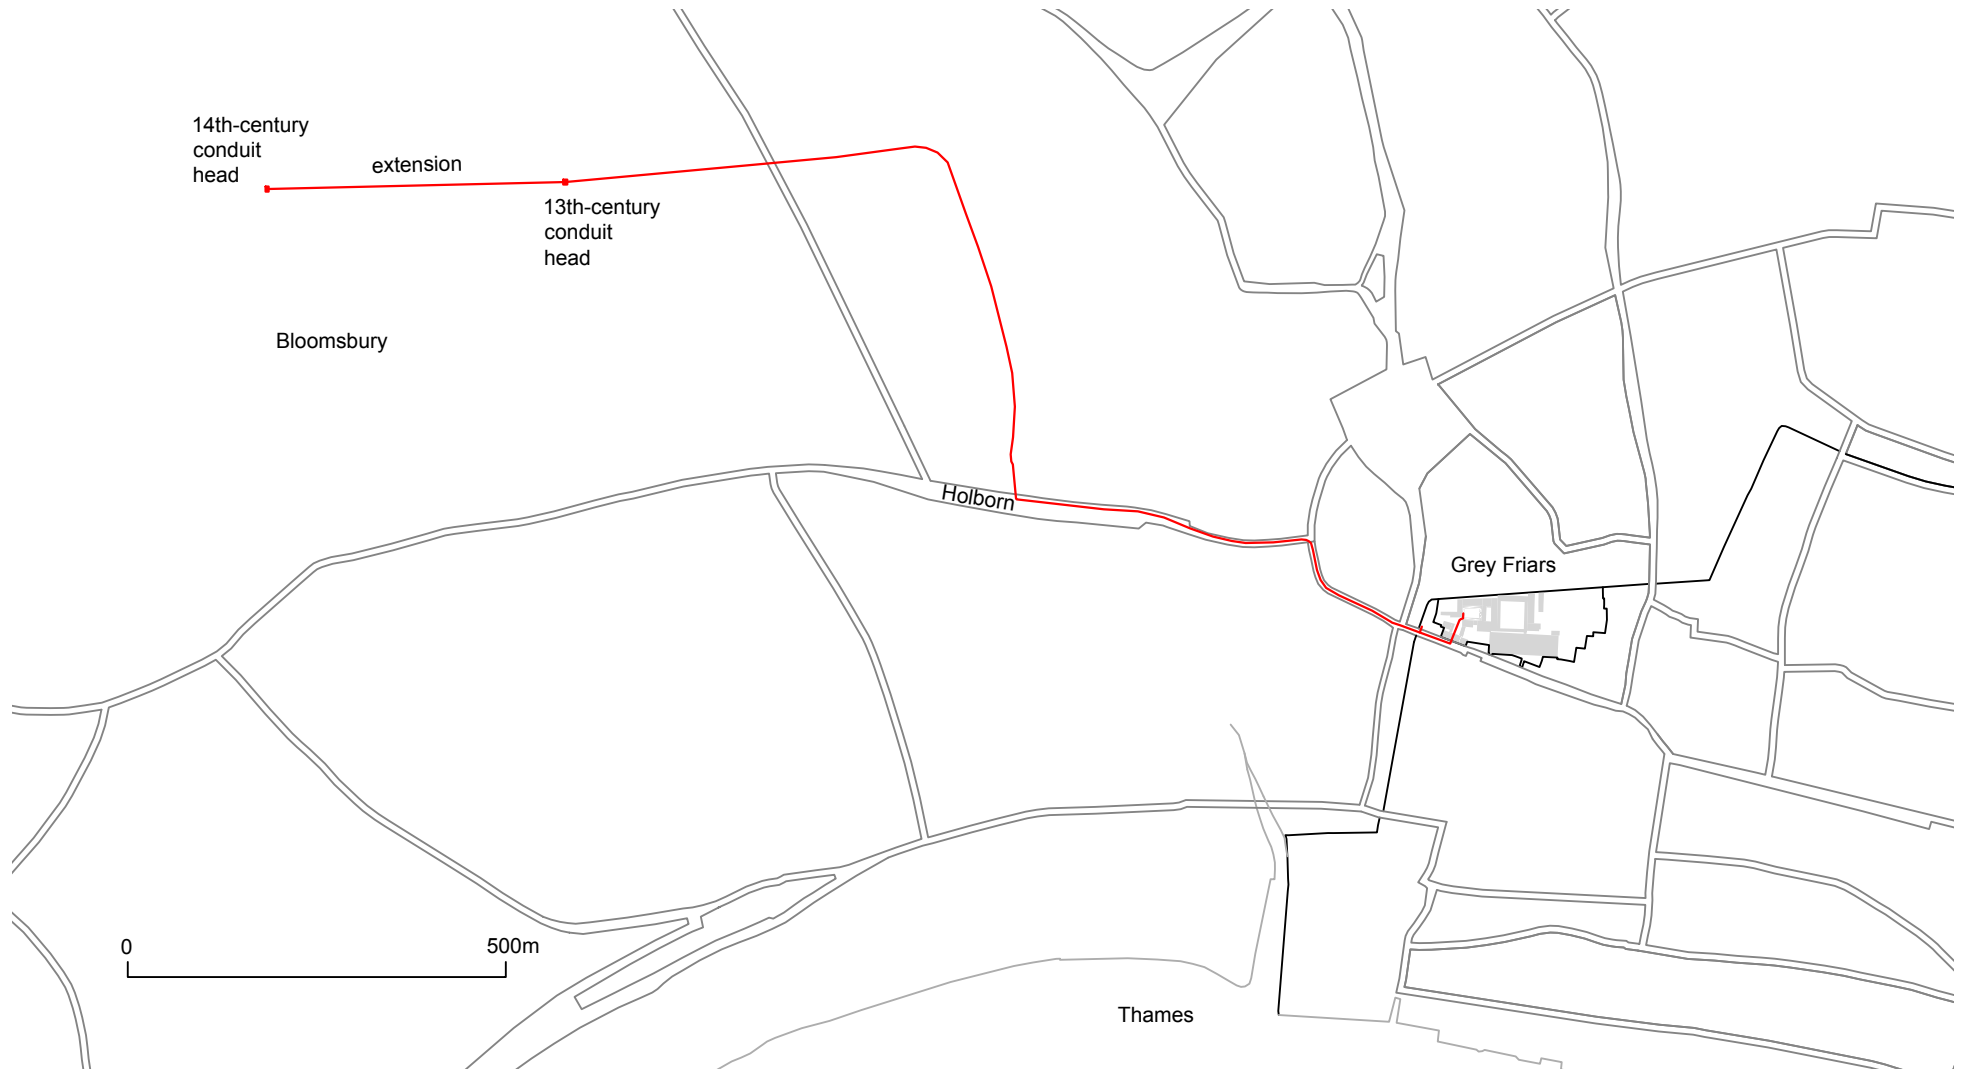 14th-century
conduit
head
extension
13th-century
conduit
head
Bloomsbury
Holborn
Grey Friars
0
500m
Thames